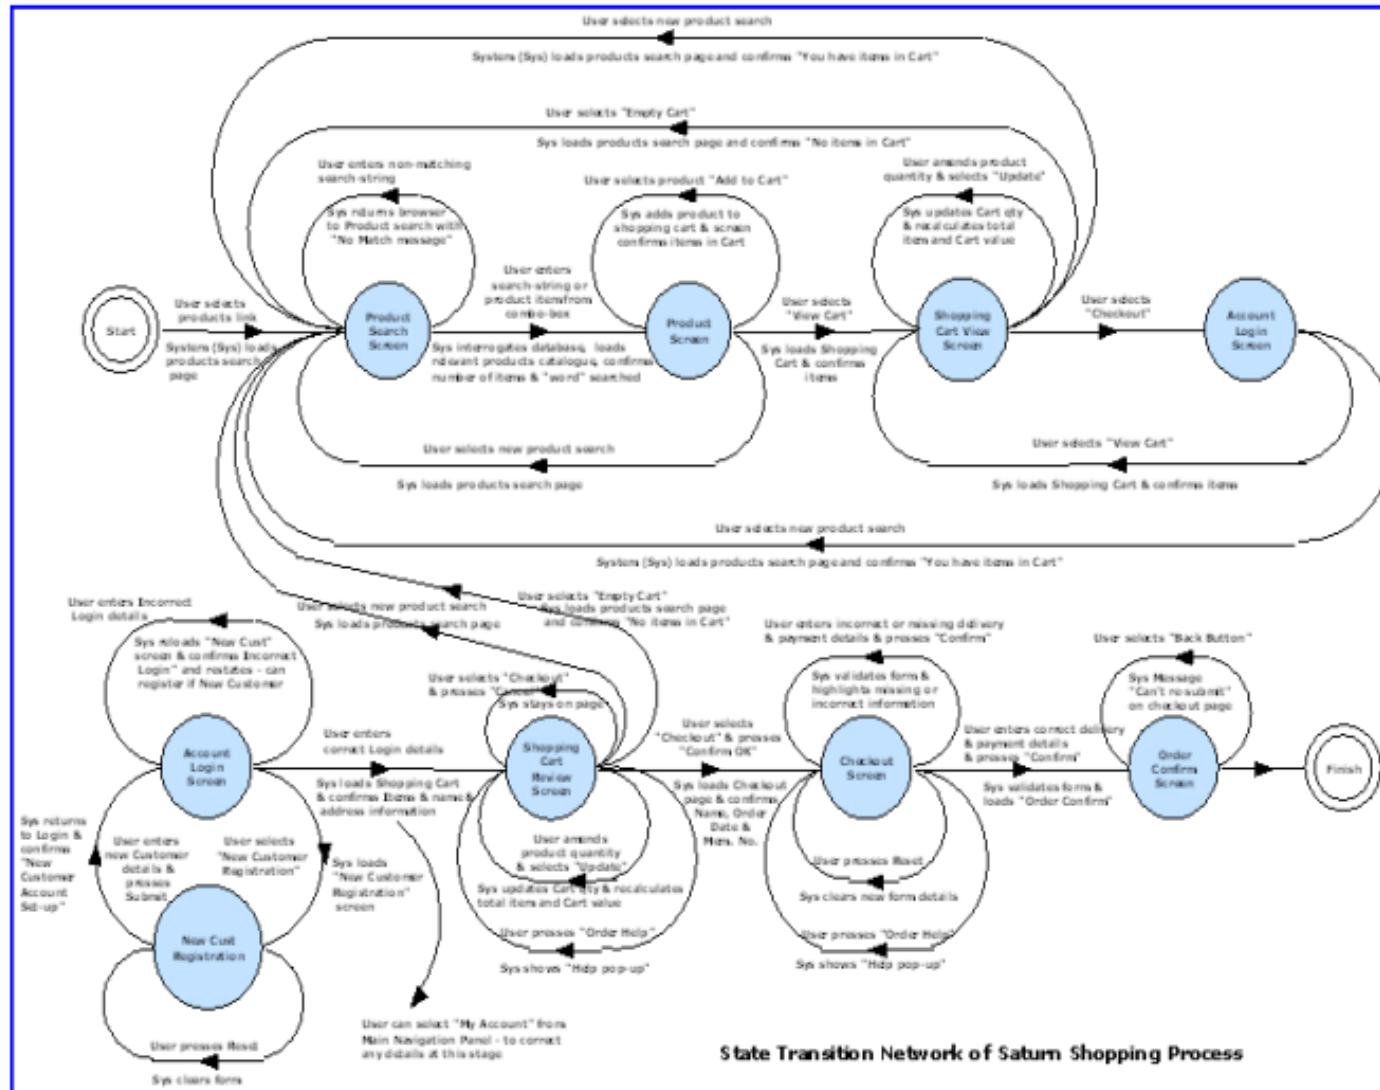 User selects new product search
System (Sys) loads products search page and confirms "You have items in Cart"
User selects "Empty Cart"
Sys loads products search page and confirms "No items in Cart"
User enters non-matching
search-string
Sys returns browser
to Product search with
"No Match message"
User selects product "Add to Cart"
Sys adds product to
shopping cart & screen
confirms items in Cart
User amends product
quantity & selects "Update"
Sys updates Cart qty
& recalculates total
item and Cart value
Start
User selects
products link
System (Sys) loads
products search
page
Product
Search
Screen
User enters
search-string or
product item from
combo-box
Sys interrogates database, loads
relevant products catalogue, confirms
number of items & "word" searched
Product
Screen
User selects
"View Cart"
Sys loads Shopping
Cart & confirms
items
Shopping
Cart View
Screen
User selects
"Checkout"
Account
Login
Screen
User selects new product search
Sys loads products search page
User selects "View Cart"
Sys loads Shopping Cart & confirms items
User selects new product search
System (Sys) loads products search page and confirms "You have items in Cart"
User selects "Empty Cart"
Sys loads products search page
and confirms "No items in Cart"
User selects new product search
Sys loads products search page
User enters Incorrect
Login details
Sys reloads "New Cust"
screen & confirms Incorrect
Login" and restates - can
register if New Customer
User selects "Checkout"
& presses "Cancel"
Sys stays on page
User enters incorrect or missing delivery
& payment details & presses "Confirm"
Sys validates form &
highlights missing or
incorrect information
User selects "Back Button"
Sys Message
"Can't re-submit"
on checkout page
Account
Login
Screen
User enters
correct Login details
Sys loads Shopping Cart
& confirms Items & name &
address information
Shopping
Cart
Review
Screen
User selects
"Checkout" & presses
"Confirm OK"
Sys loads Checkout
page & confirms
Name, Order
Date &
Mem. No.
Checkout
Screen
User enters correct delivery
& payment details
& presses "Confirm"
Sys validates form &
loads "Order Confirm"
Order
Confirm
Screen
Finish
Sys returns
to Login &
confirms
"New
Customer
Account
Set-up"
User enters
new Customer
details &
presses
Submit
User selects
"New Customer
Registration"
Sys loads
"New Customer
Registration"
screen
User amends
product quantity
& selects "Update"
Sys updates Cart qty & recalculates
total item and Cart value
User presses Reset
Sys clears new form details
New Cust
Registration
User presses "Order Help"
Sys shows "Help pop-up"
User presses "Order Help"
Sys shows "Help pop-up"
User presses Reset
Sys clears form
User can select "My Account" from
Main Navigation Panel - to correct
any details at this stage
State Transition Network of Saturn Shopping Process